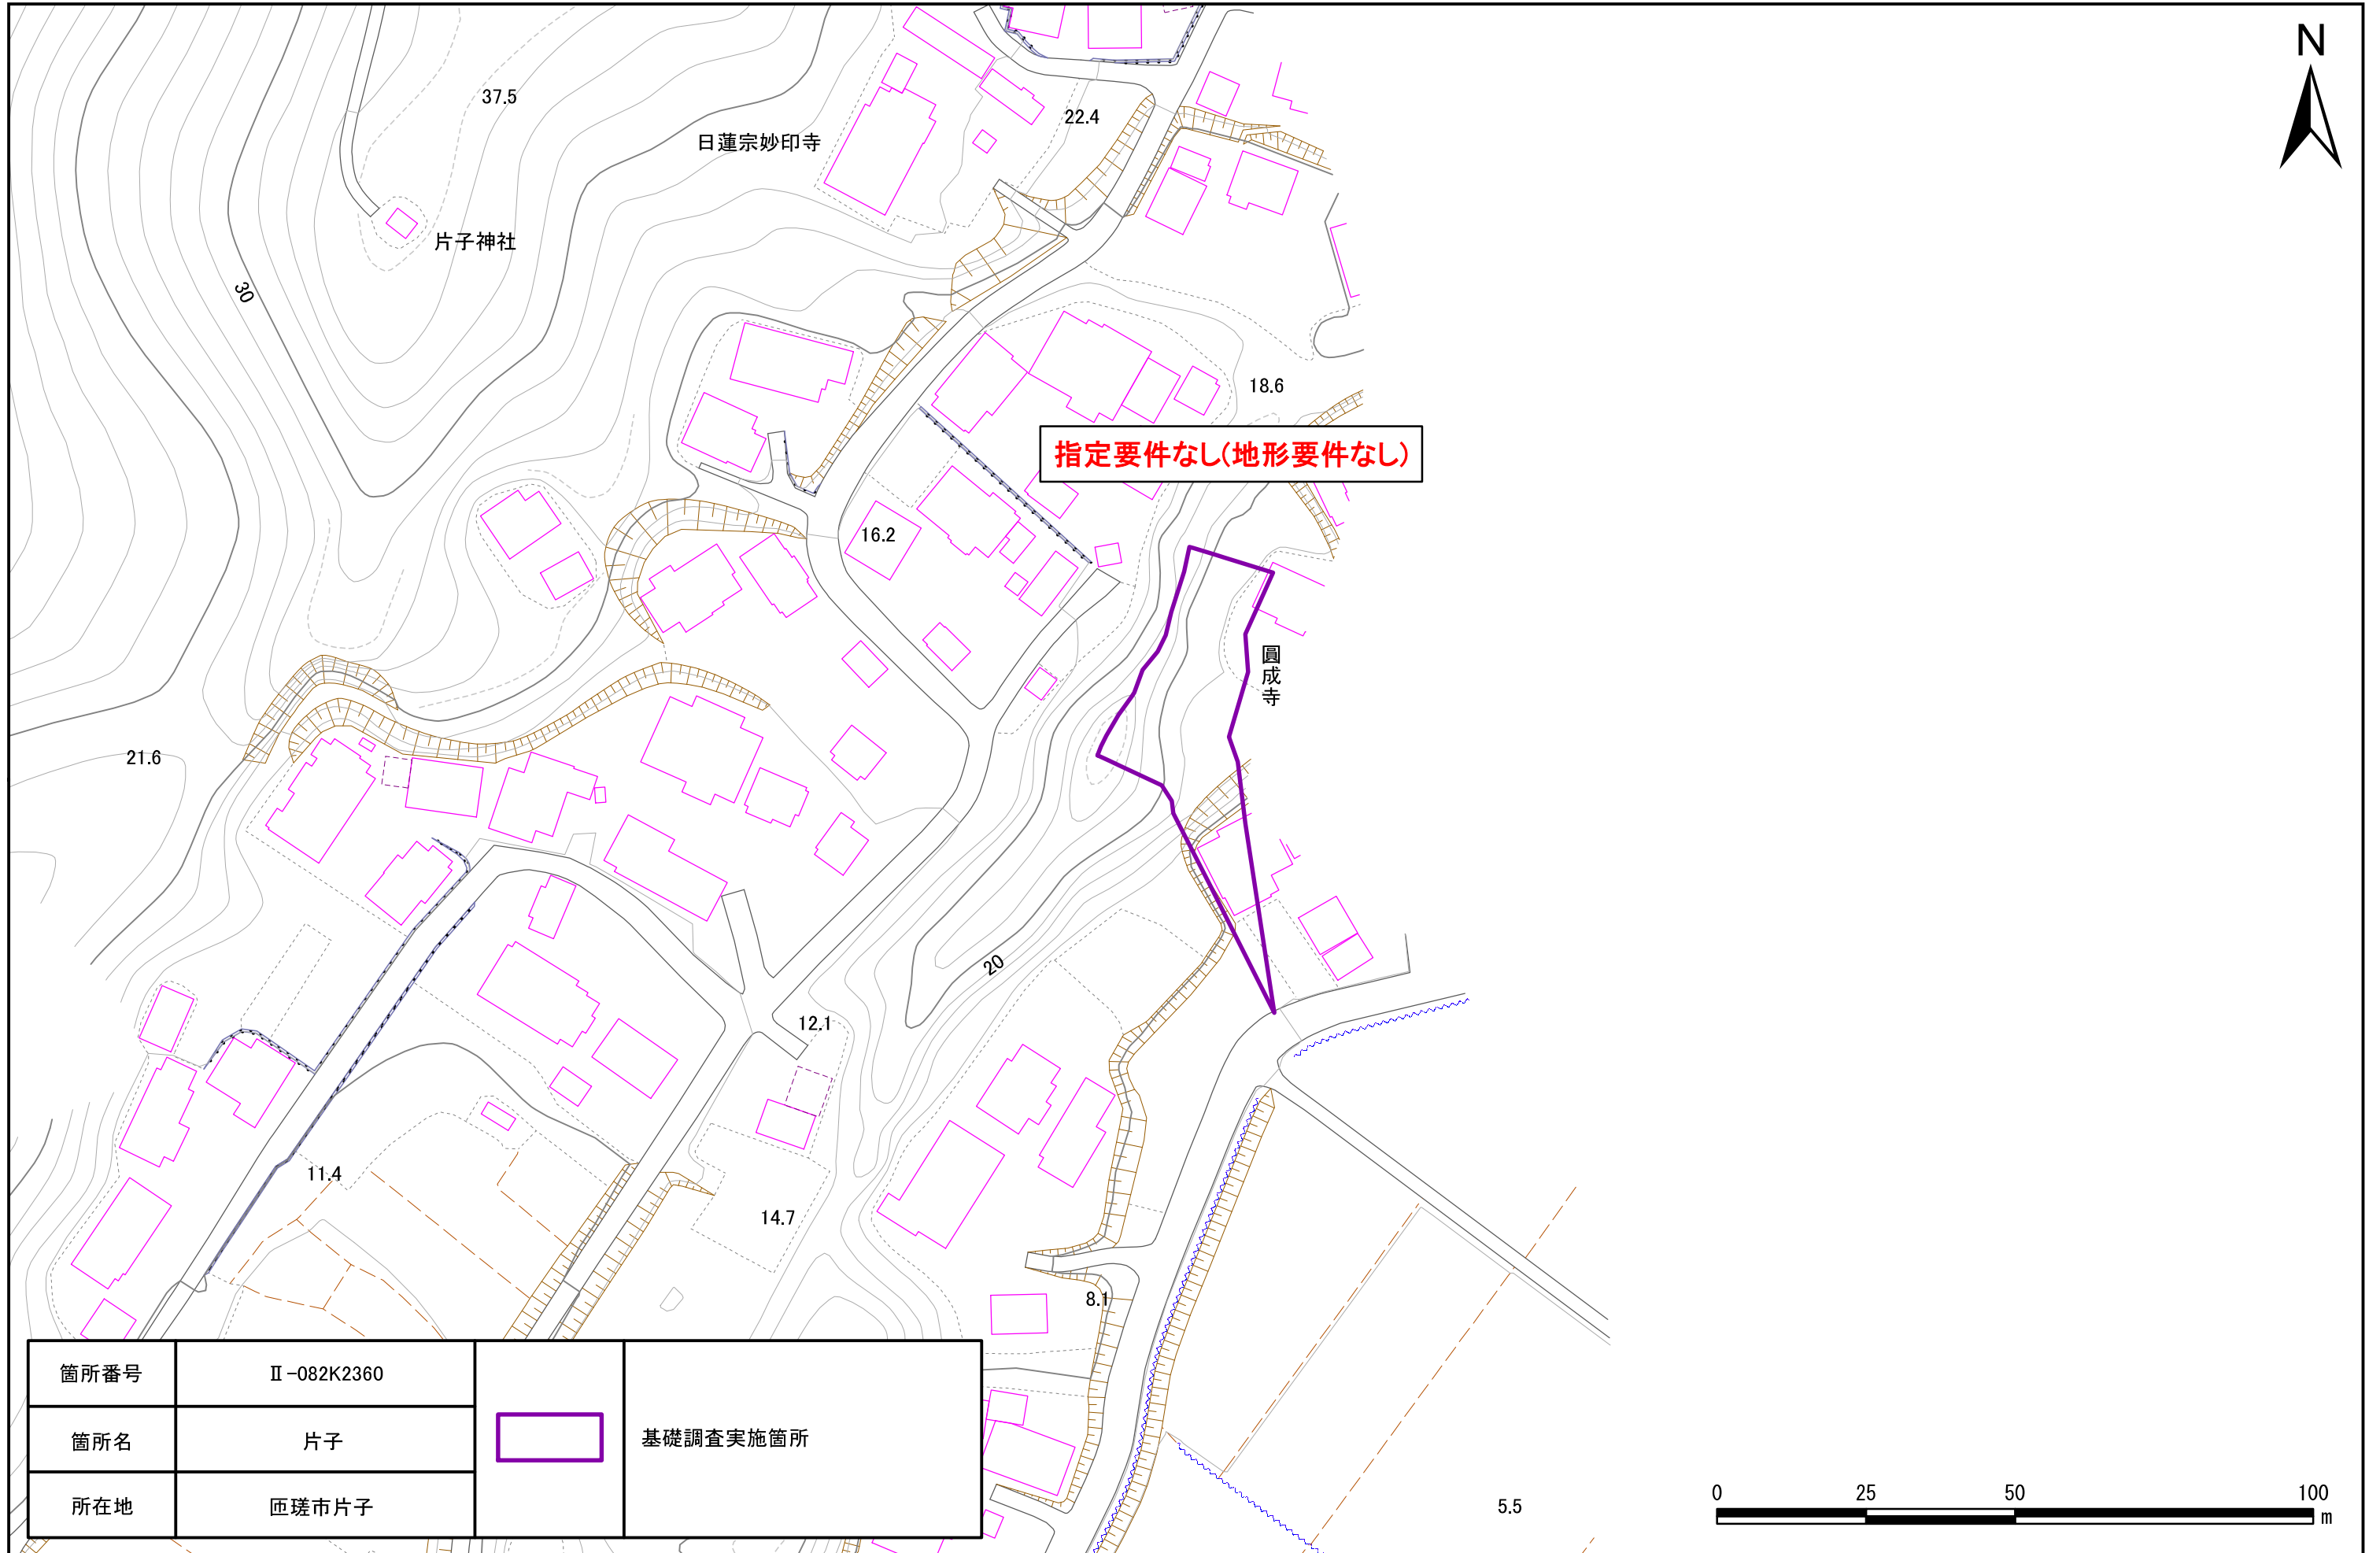 N
37.5
22.4
日蓮宗妙印寺
片子神社
30
18.6
指定要件なし(地形要件なし)
16.2
圓成寺
21.6
20
12.1
11.4
14.7
8.1
箇所番号 Ⅱ-082K2360
箇所名 片子
基礎調査実施箇所
所在地 匝瑳市片子
5.5
0 25 50 100
m